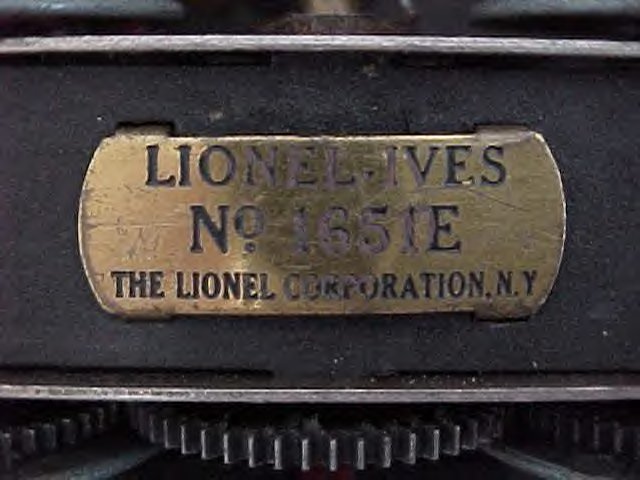 LIONEL-IVES
No 1651E
THE LIONEL CORPORATION, N.Y